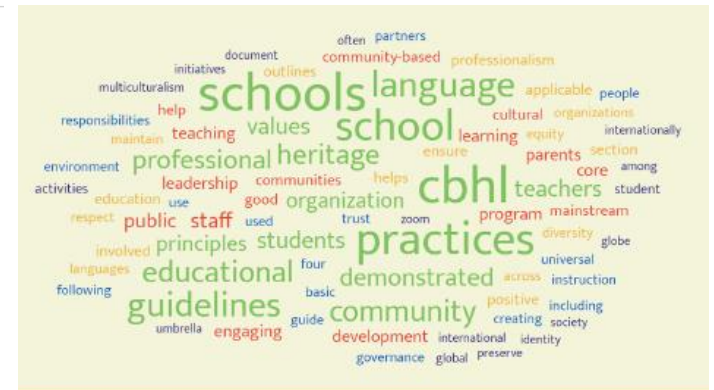 often partners
document community-based professionalism
initiatives outlines
multiculturalism schools language applicable people
help cultural organizations
responsibilities teaching values school learning equity internationally
maintain ensure parents section
environment professional heritage core among
activities leadership communities helps cbhl teachers student
education use good organization
respect public staff used trust zoom program mainstream
involved principles students practices diversity globe
languages educational four demonstrated across universal
following basic instruction
guidelines community positive including
umbrella engaging guide creating society
development international identity
governance global preserve